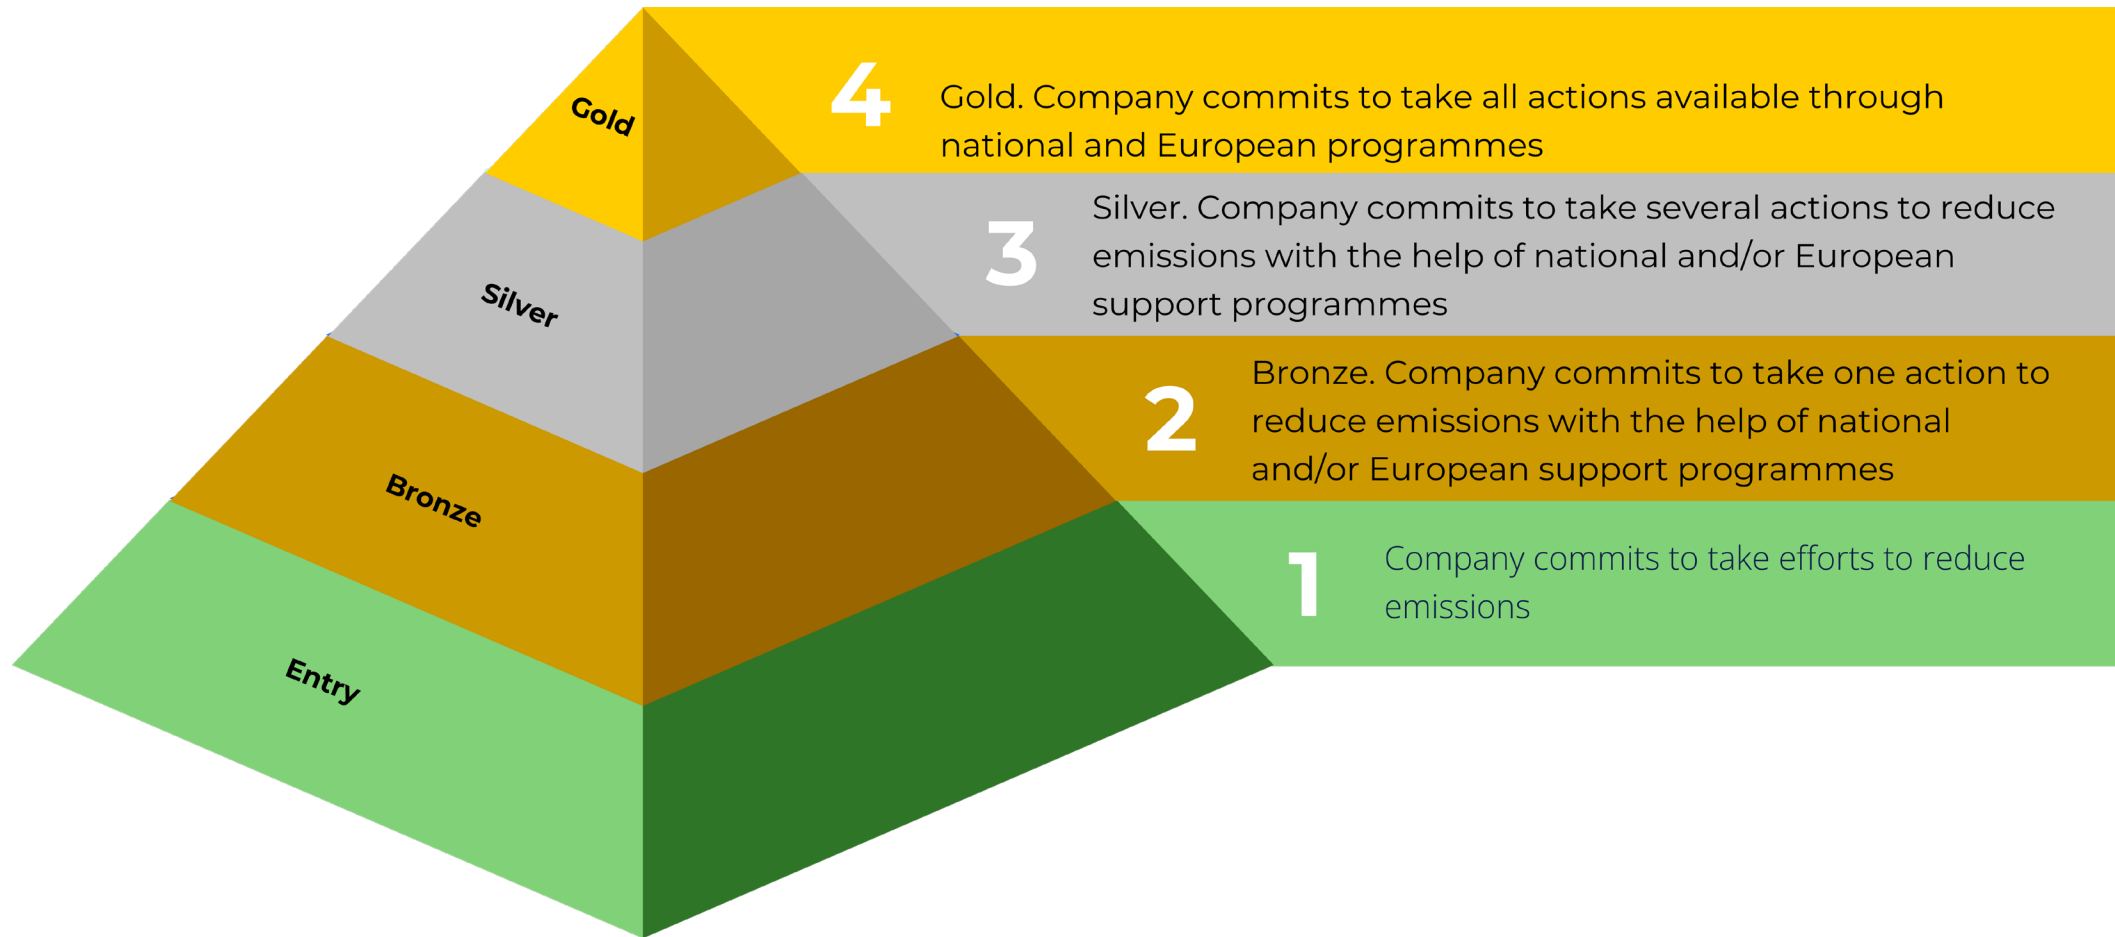 Gold
4
Gold. Company commits to take all actions available through
national and European programmes
Silver
3
Silver. Company commits to take several actions to reduce
emissions with the help of national and/or European
support programmes
Bronze
2
Bronze. Company commits to take one action to
reduce emissions with the help of national
and/or European support programmes
Entry
1
Company commits to take efforts to reduce
emissions